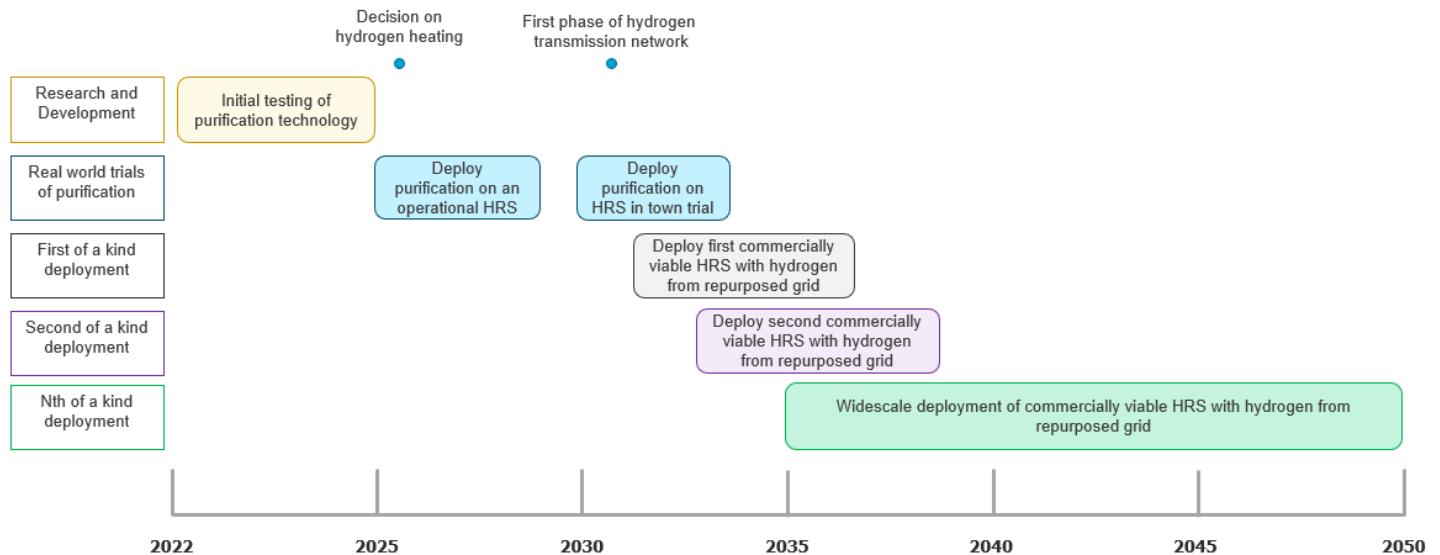 Decision on
hydrogen heating
First phase of hydrogen
transmission network
Research and
Development
Initial testing of
purification technology
Real world trials
of purification
Deploy
purification on an
operational HRS
Deploy
purification on
HRS in town trial
First of a kind
deployment
Deploy first commercially
viable HRS with hydrogen
from repurposed grid
Second of a kind
deployment
Deploy second commercially
viable HRS with hydrogen
from repurposed grid
Nth of a kind
deployment
Widescale deployment of commercially viable HRS with hydrogen from
repurposed grid
2022
2025
2030
2035
2040
2045
2050